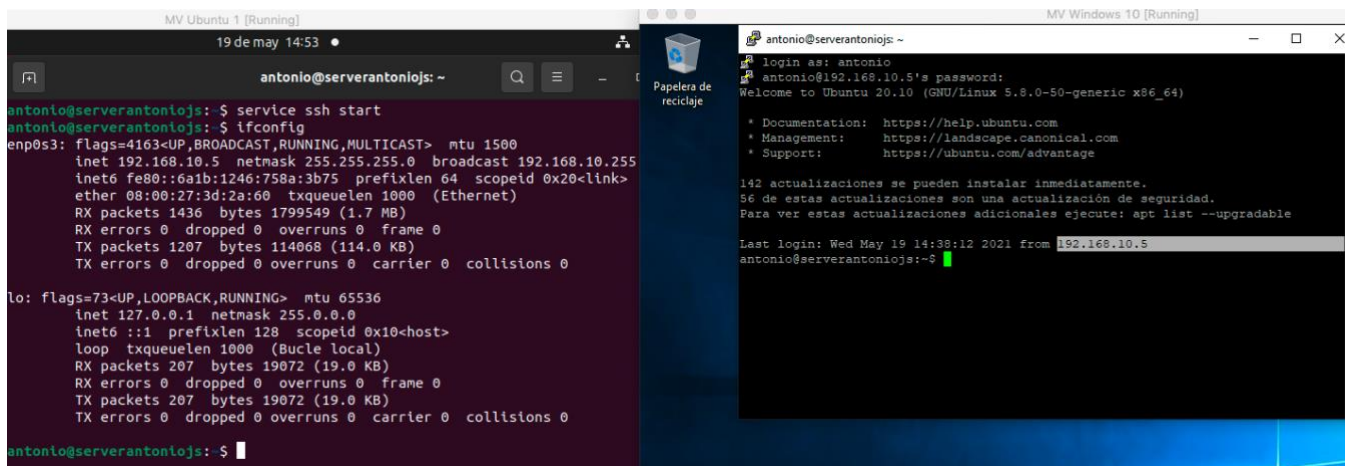 MV Ubuntu 1 [Running]
19 de may 14:53
antonio@serverantoniojs: ~
antonio@serverantoniojs:~$ service ssh start
antonio@serverantoniojs:~$ ifconfig
enp0s3: flags=4163<UP,BROADCAST,RUNNING,MULTICAST>  mtu 1500
        inet 192.168.10.5  netmask 255.255.255.0  broadcast 192.168.10.255
        inet6 fe80::6a1b:1246:758a:3b75  prefixlen 64  scopeid 0x20<link>
        ether 08:00:27:3d:2a:60  txqueuelen 1000  (Ethernet)
        RX packets 1436  bytes 1799549 (1.7 MB)
        RX errors 0  dropped 0  overruns 0  frame 0
        TX packets 1207  bytes 114068 (114.0 KB)
        TX errors 0  dropped 0 overruns 0  carrier 0  collisions 0
lo: flags=73<UP,LOOPBACK,RUNNING>  mtu 65536
        inet 127.0.0.1  netmask 255.0.0.0
        inet6 ::1  prefixlen 128  scopeid 0x10<host>
        loop  txqueuelen 1000  (Bucle local)
        RX packets 207  bytes 19072 (19.0 KB)
        RX errors 0  dropped 0  overruns 0  frame 0
        TX packets 207  bytes 19072 (19.0 KB)
        TX errors 0  dropped 0 overruns 0  carrier 0  collisions 0
antonio@serverantoniojs:~$
MV Windows 10 [Running]
Papelera de
reciclaje
antonio@serverantoniojs: ~
login as: antonio
antonio@192.168.10.5's password:
Welcome to Ubuntu 20.10 (GNU/Linux 5.8.0-50-generic x86_64)
 * Documentation:  https://help.ubuntu.com
 * Management:     https://landscape.canonical.com
 * Support:        https://ubuntu.com/advantage
142 actualizaciones se pueden instalar inmediatamente.
56 de estas actualizaciones son una actualización de seguridad.
Para ver estas actualizaciones adicionales ejecute: apt list --upgradable
Last login: Wed May 19 14:38:12 2021 from 192.168.10.5
antonio@serverantoniojs:~$